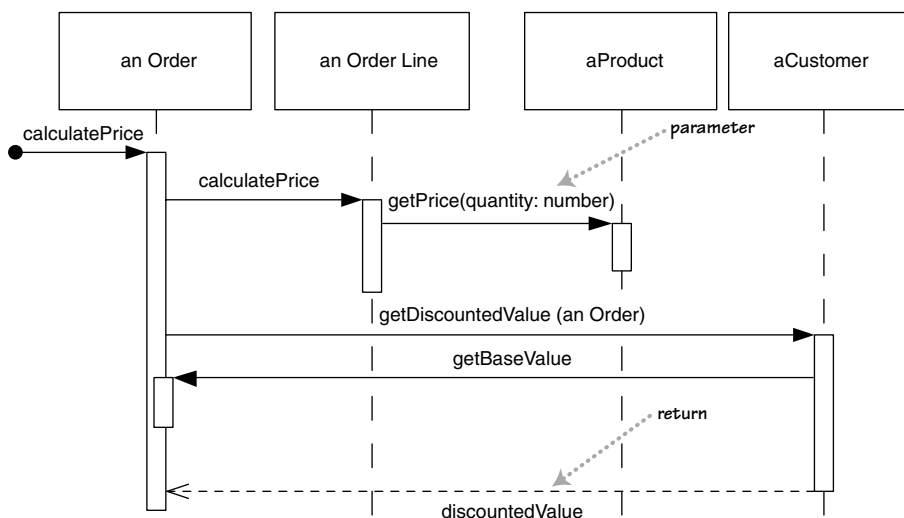 an Order
an Order Line
aProduct
aCustomer
calculatePrice
parameter
calculatePrice
getPrice(quantity: number)
getDiscountedValue (an Order)
getBaseValue
return
discountedValue